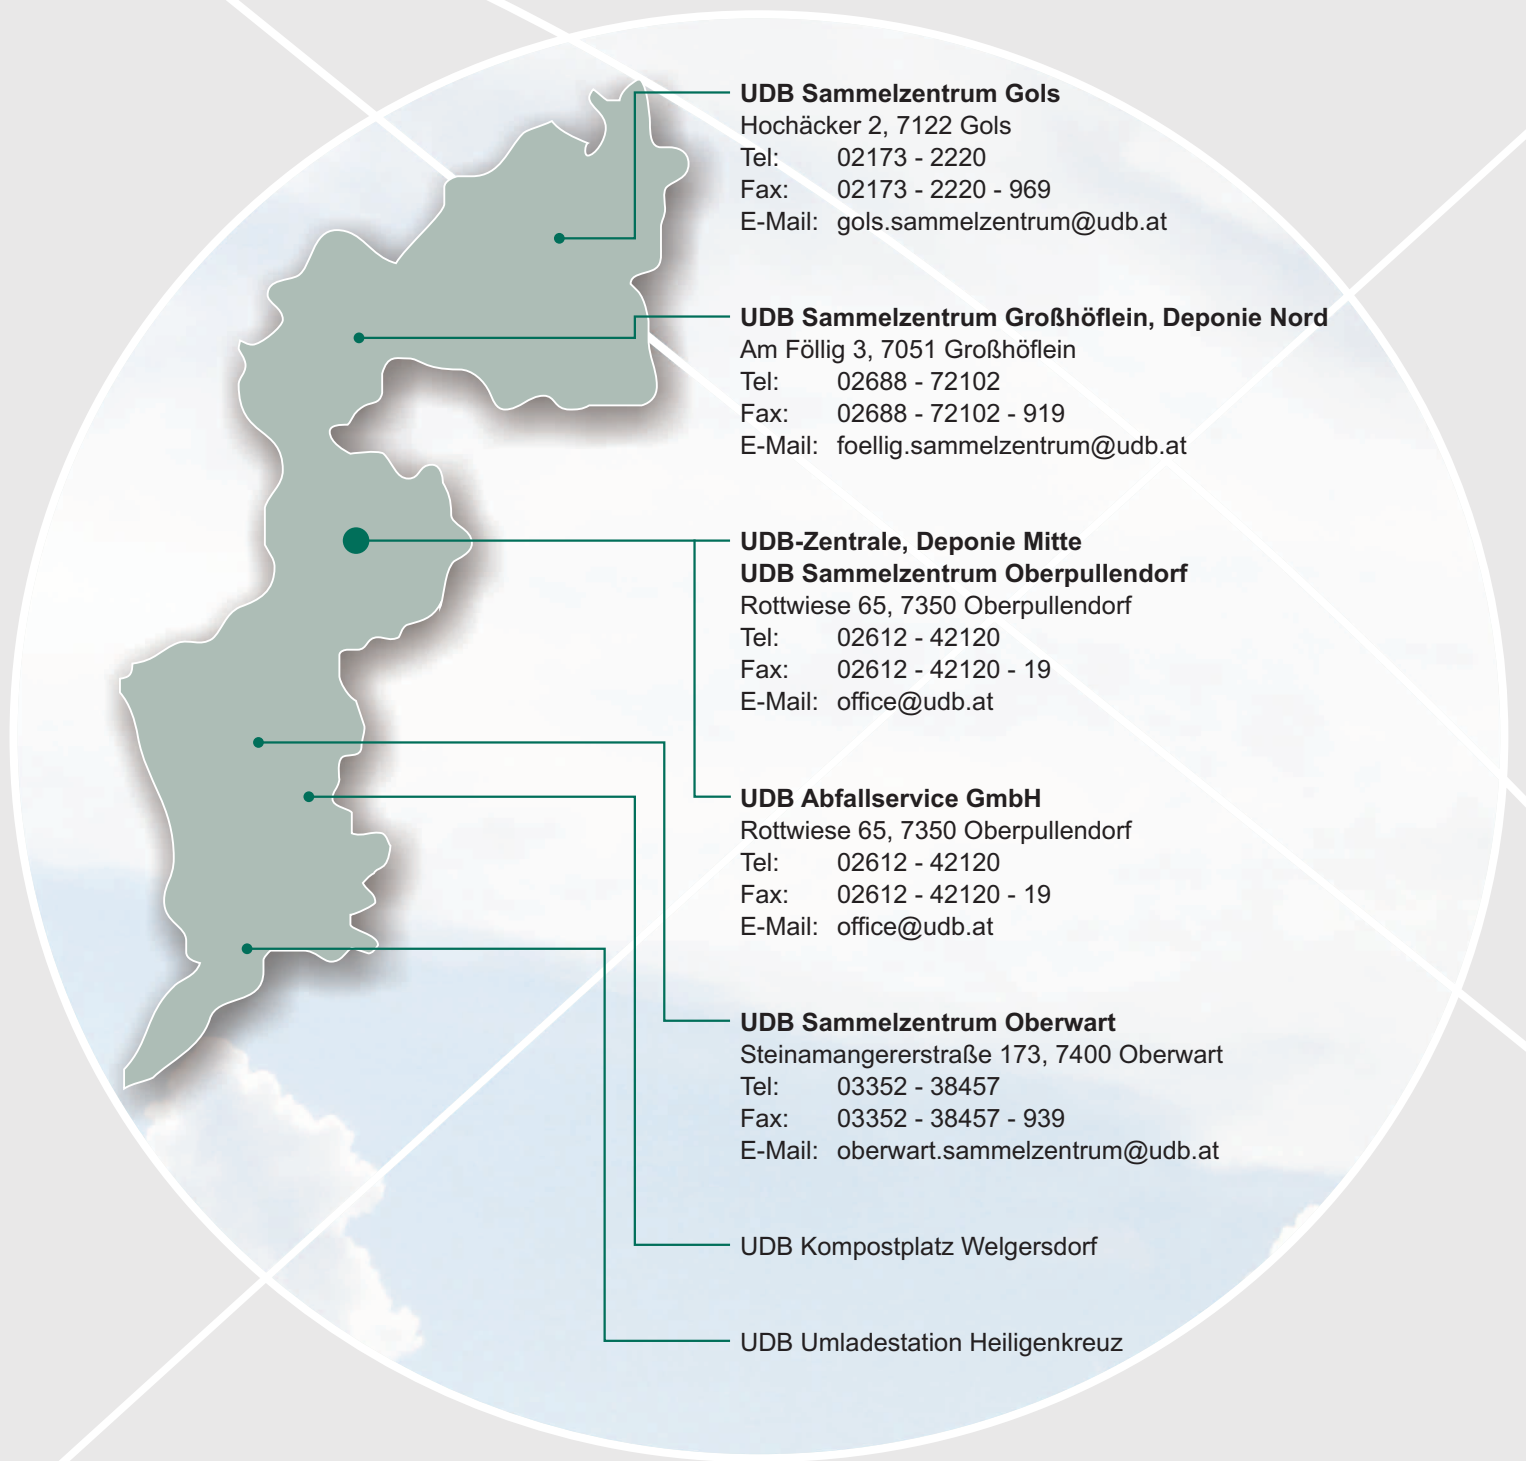 UDB Sammelzentrum Gols
Hochäcker 2, 7122 Gols
Tel: 02173 - 2220
Fax: 02173 - 2220 - 969
E-Mail: gols.sammelzentrum@udb.at
UDB Sammelzentrum Großhöflein, Deponie Nord
Am Föllig 3, 7051 Großhöflein
Tel: 02688 - 72102
Fax: 02688 - 72102 - 919
E-Mail: foellig.sammelzentrum@udb.at
UDB-Zentrale, Deponie Mitte
UDB Sammelzentrum Oberpullendorf
Rottwiese 65, 7350 Oberpullendorf
Tel: 02612 - 42120
Fax: 02612 - 42120 - 19
E-Mail: office@udb.at
UDB Abfallservice GmbH
Rottwiese 65, 7350 Oberpullendorf
Tel: 02612 - 42120
Fax: 02612 - 42120 - 19
E-Mail: office@udb.at
UDB Sammelzentrum Oberwart
Steinamangererstraße 173, 7400 Oberwart
Tel: 03352 - 38457
Fax: 03352 - 38457 - 939
E-Mail: oberwart.sammelzentrum@udb.at
UDB Kompostplatz Welgersdorf
UDB Umladestation Heiligenkreuz